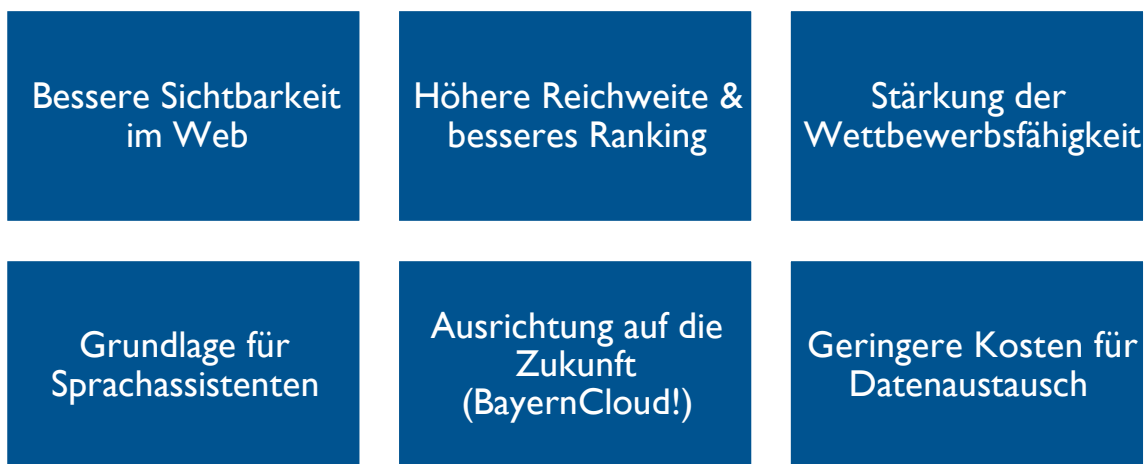 Bessere Sichtbarkeit
im Web
Höhere Reichweite &
besseres Ranking
Stärkung der
Wettbewerbsfähigkeit
Grundlage für
Sprachassistenten
Ausrichtung auf die
Zukunft
(BayernCloud!)
Geringere Kosten für
Datenaustausch